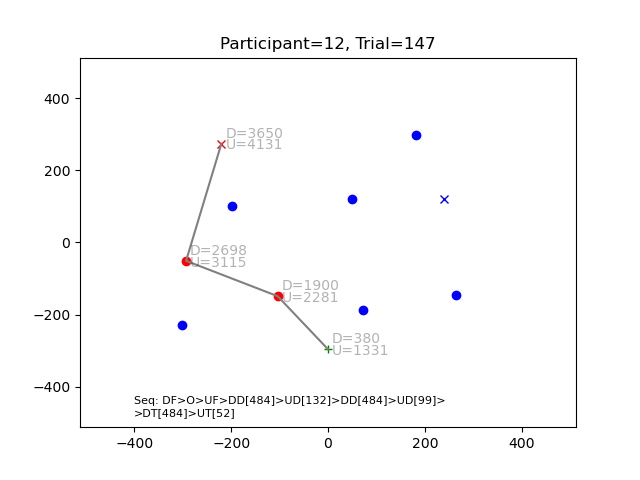 Participant=12, Trial=147
400
200
0
−200
−400
D=3650
U=4131
D=2698
U=3115
D=1900
U=2281
D=380
U=1331
Seq: DF>O>UF>DD[484]>UD[132]>DD[484]>UD[99]>
>DT[484]>UT[52]
−400 −200 0 200 400